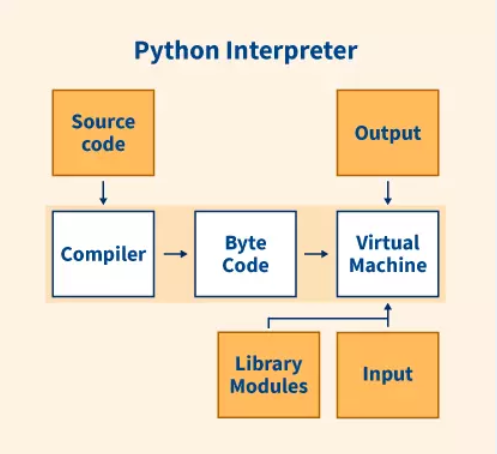 Python Interpreter
Source
code
Output
Compiler
Byte
Code
Virtual
Machine
Library
Modules
Input